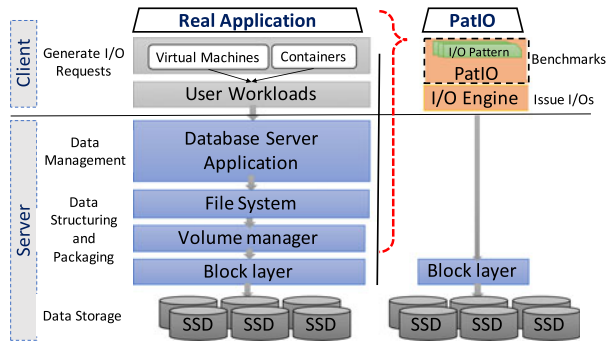 Real Application
PatIO
Client
Generate I/O
Requests
Virtual Machines
Containers
User Workloads
I/O Pattern
PatIO
Benchmarks
I/O Engine
Issue I/Os
Server
Data
Management
Database Server
Application
Data
Structuring
and
Packaging
File System
Volume manager
Block layer
Block layer
Data Storage
SSD
SSD
SSD
SSD
SSD
SSD